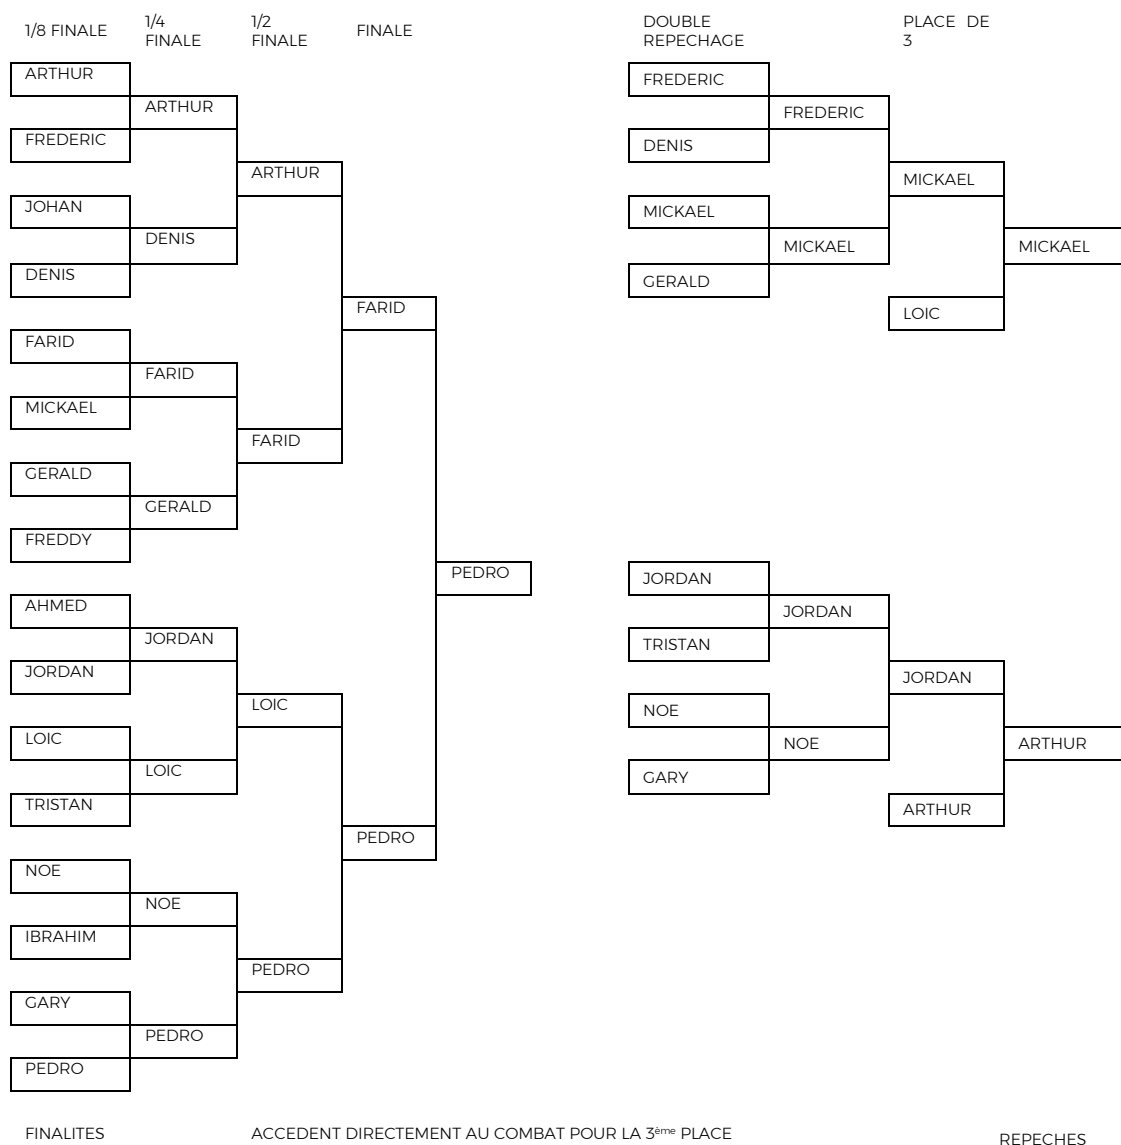 1/8 FINALE
1/4
FINALE
1/2
FINALE
FINALE
ARTHUR
ARTHUR
FREDERIC
ARTHUR
JOHAN
DENIS
DENIS
FARID
FARID
FARID
MICKAEL
FARID
GERALD
GERALD
FREDDY
PEDRO
AHMED
JORDAN
JORDAN
LOIC
LOIC
LOIC
TRISTAN
PEDRO
NOE
NOE
IBRAHIM
PEDRO
GARY
PEDRO
PEDRO
DOUBLE
REPECHAGE
PLACE DE
3
FREDERIC
FREDERIC
DENIS
MICKAEL
MICKAEL
MICKAEL
MICKAEL
GERALD
LOIC
JORDAN
JORDAN
TRISTAN
JORDAN
NOE
NOE
ARTHUR
GARY
ARTHUR
FINALITES
ACCEDENT DIRECTEMENT AU COMBAT POUR LA 3ème PLACE
REPECHES